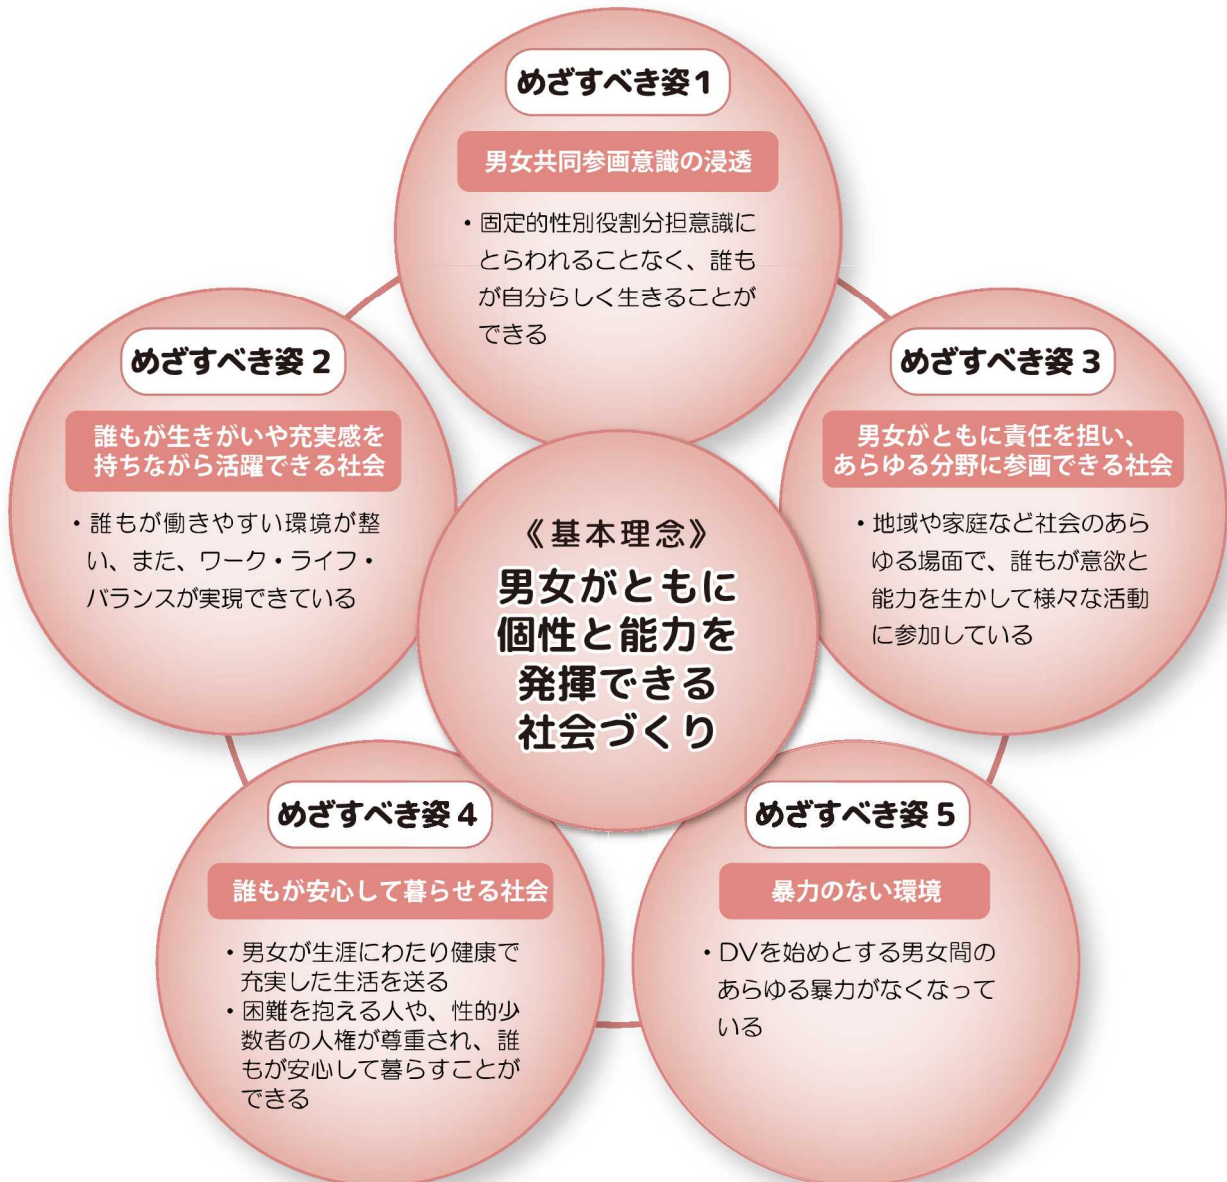 めざすべき姿1
男女共同参画意識の浸透
・固定的性別役割分担意識に
とらわれることなく、誰も
が自分らしく生きることが
できる
めざすべき姿2
誰もが生きがいや充実感を
持ちながら活躍できる社会
・誰もが働きやすい環境が整
い、また、ワーク・ライフ・
バランスが実現できている
めざすべき姿3
男女がともに責任を担い、
あらゆる分野に参画できる社会
・地域や家庭など社会のあら
ゆる場面で、誰もが意欲と
能力を生かして様々な活動
に参加している
《基本理念》
男女がともに
個性と能力を
発揮できる
社会づくり
めざすべき姿4
誰もが安心して暮らせる社会
・男女が生涯にわたり健康で
充実した生活を送る
・困難を抱える人や、性的少
数者の人権が尊重され、誰
もが安心して暮らすことが
できる
めざすべき姿5
暴力のない環境
・DVを始めとする男女間の
あらゆる暴力がなくなって
いる